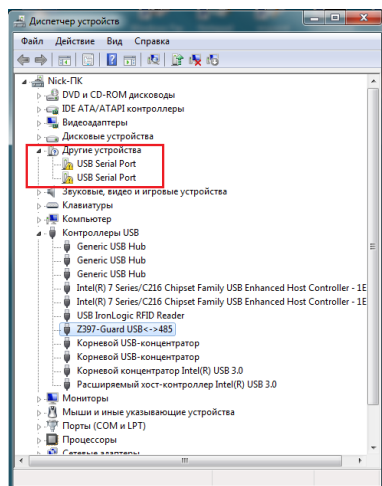 Диспетчер устройств
Файл Действие Вид Справка
Nick-ПК
DVD и CD-ROM дисководы
IDE ATA/ATAPI контроллеры
Видеоадаптеры
Дисковые устройства
Другие устройства
USB Serial Port
USB Serial Port
Звуковые, видео и игровые устройства
Клавиатуры
Компьютер
Контроллеры USB
Generic USB Hub
Generic USB Hub
Generic USB Hub
Intel(R) 7 Series/C216 Chipset Family USB Enhanced Host Controller - 1E
Intel(R) 7 Series/C216 Chipset Family USB Enhanced Host Controller - 1E
USB IronLogic RFID Reader
Z397-Guard USB<->485
Корневой USB-концентратор
Корневой USB-концентратор
Корневой концентратор Intel(R) USB 3.0
Расширяемый хост-контроллер Intel(R) USB 3.0
Мониторы
Мыши и иные указывающие устройства
Порты (COM и LPT)
Процессоры
Сетевые адаптеры